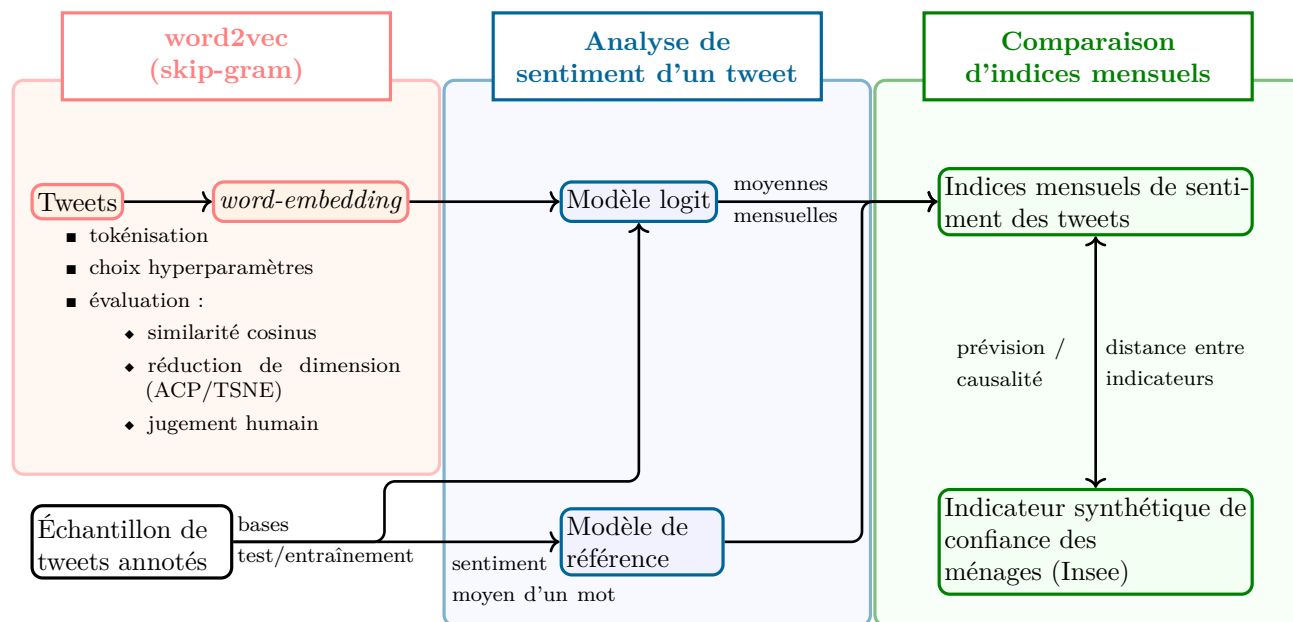 word2vec
(skip-gram)
Analyse de
sentiment d'un tweet
Comparaison
d'indices mensuels
Tweets
word-embedding
tokénisation
choix hyperparamètres
évaluation :
similarité cosinus
réduction de dimension
(ACP/TSNE)
jugement humain
Modèle logit
moyennes
mensuelles
Indices mensuels de senti-
ment des tweets
prévision /
causalité
distance entre
indicateurs
Échantillon de
tweets annotés
bases
test/entraînement
sentiment
moyen d'un mot
Modèle de
référence
Indicateur synthétique de
confiance des
ménages (Insee)